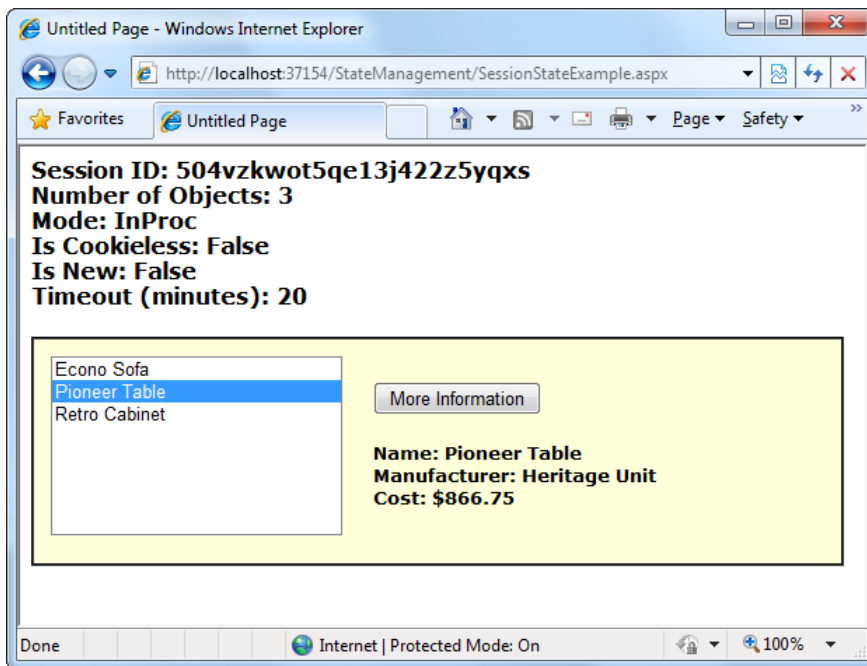 Untitled Page - Windows Internet Explorer
http://localhost:37154/StateManagement/SessionStateExample.aspx
Favorites
Untitled Page
Page
Safety
»
Session ID: 504vzkwot5qe13j422z5yqxs
Number of Objects: 3
Mode: InProc
Is Cookieless: False
Is New: False
Timeout (minutes): 20
Econo Sofa
Pioneer Table
Retro Cabinet
More Information
Name: Pioneer Table
Manufacturer: Heritage Unit
Cost: $866.75
Done
Internet | Protected Mode: On
100%